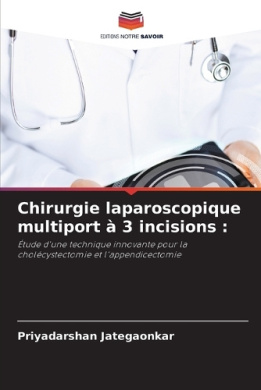 EDITIONS NOTRE SAVOIR
Chirurgie laparoscopique
multiport à 3 incisions :
Étude d'une technique innovante pour la
cholécystectomie et l'appendicectomie
Priyadarshan Jategaonkar